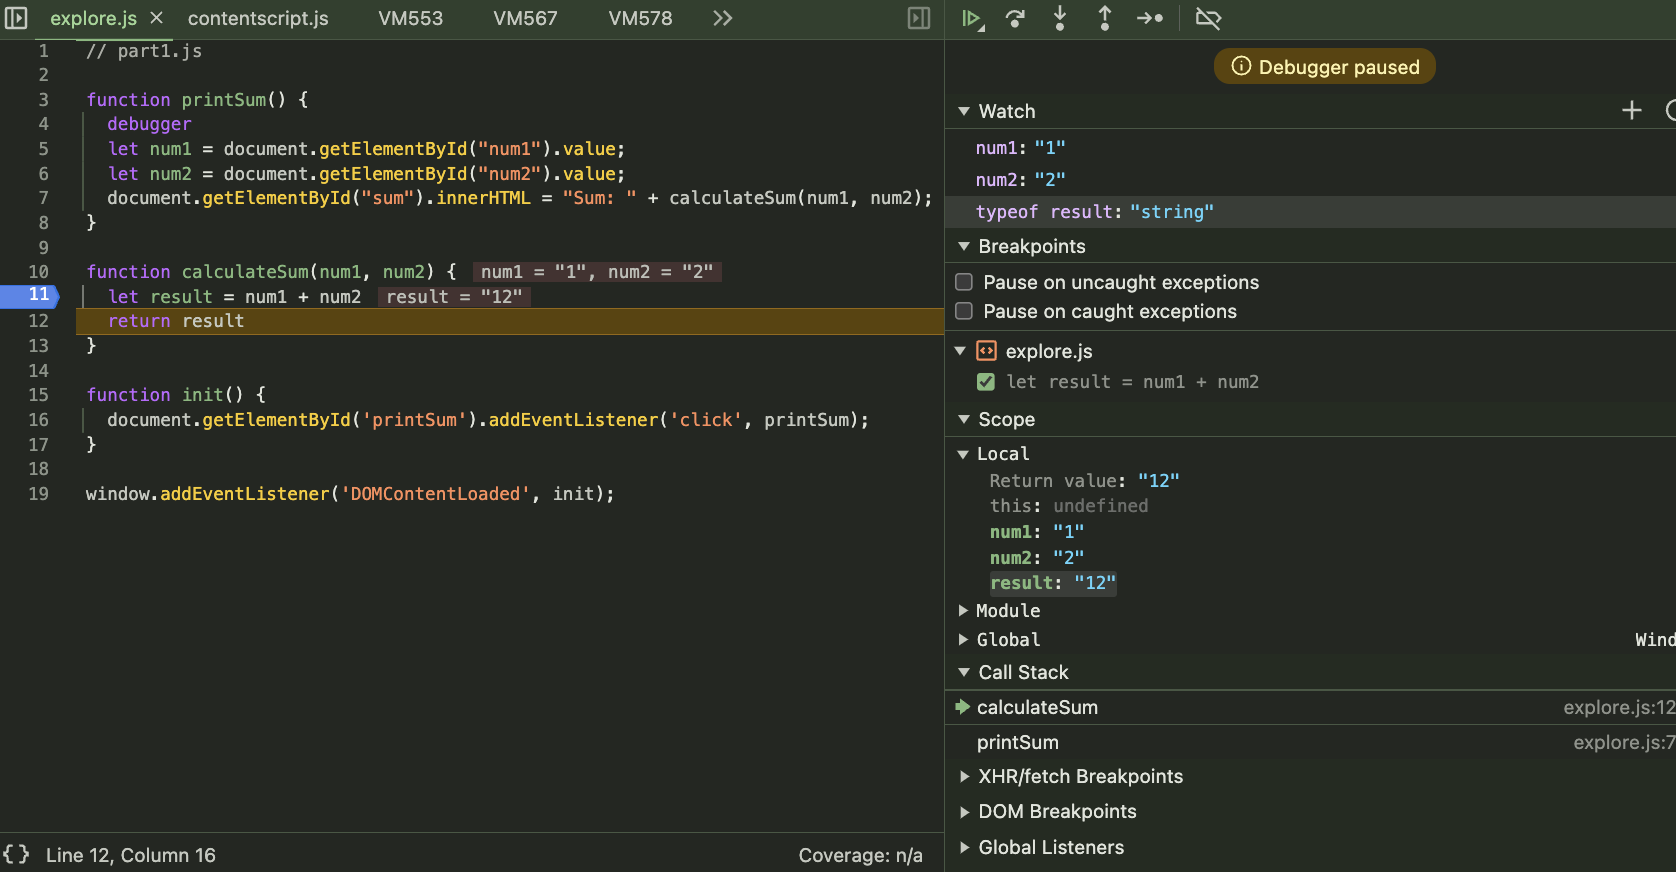 explore.js × contentscript.js VM553 VM567 VM578
1 // part1.js
2
3 function printSum() {
4 debugger
5 let num1 = document.getElementById("num1").value;
6 let num2 = document.getElementById("num2").value;
7 document.getElementById("sum").innerHTML = "Sum: " + calculateSum(num1, num2);
8 }
9
10 function calculateSum(num1, num2) { num1 = "1", num2 = "2"
11 let result = num1 + num2 result = "12"
12 return result
13 }
14
15 function init() {
16 document.getElementById('printSum').addEventListener('click', printSum);
17 }
18
19 window.addEventListener('DOMContentLoaded', init);
{} Line 12, Column 16 Coverage: n/a
Debugger paused
Watch
num1: "1"
num2: "2"
typeof result: "string"
Breakpoints
Pause on uncaught exceptions
Pause on caught exceptions
explore.js
let result = num1 + num2
Scope
Local
Return value: "12"
this: undefined
num1: "1"
num2: "2"
result: "12"
Module
Global Wind
Call Stack
calculateSum explore.js:12
printSum explore.js:7
XHR/fetch Breakpoints
DOM Breakpoints
Global Listeners